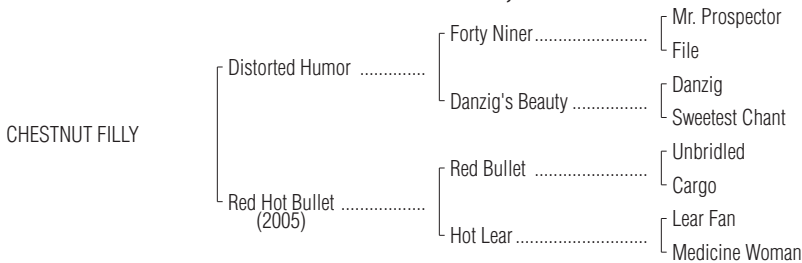 Mr. Prospector
Forty Niner
File
Distorted Humor
Danzig
Danzig's Beauty
Sweetest Chant
CHESTNUT FILLY
Unbridled
Red Bullet
Cargo
Red Hot Bullet
(2005)
Lear Fan
Hot Lear
Medicine Woman